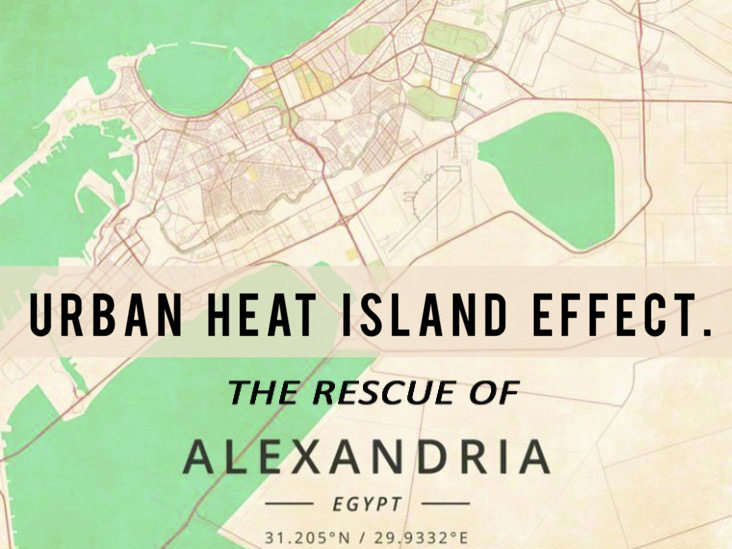 URBAN HEAT ISLAND EFFECT.
THE RESCUE OF
ALEXANDRIA
EGYPT
31.205°N / 29.9332°E